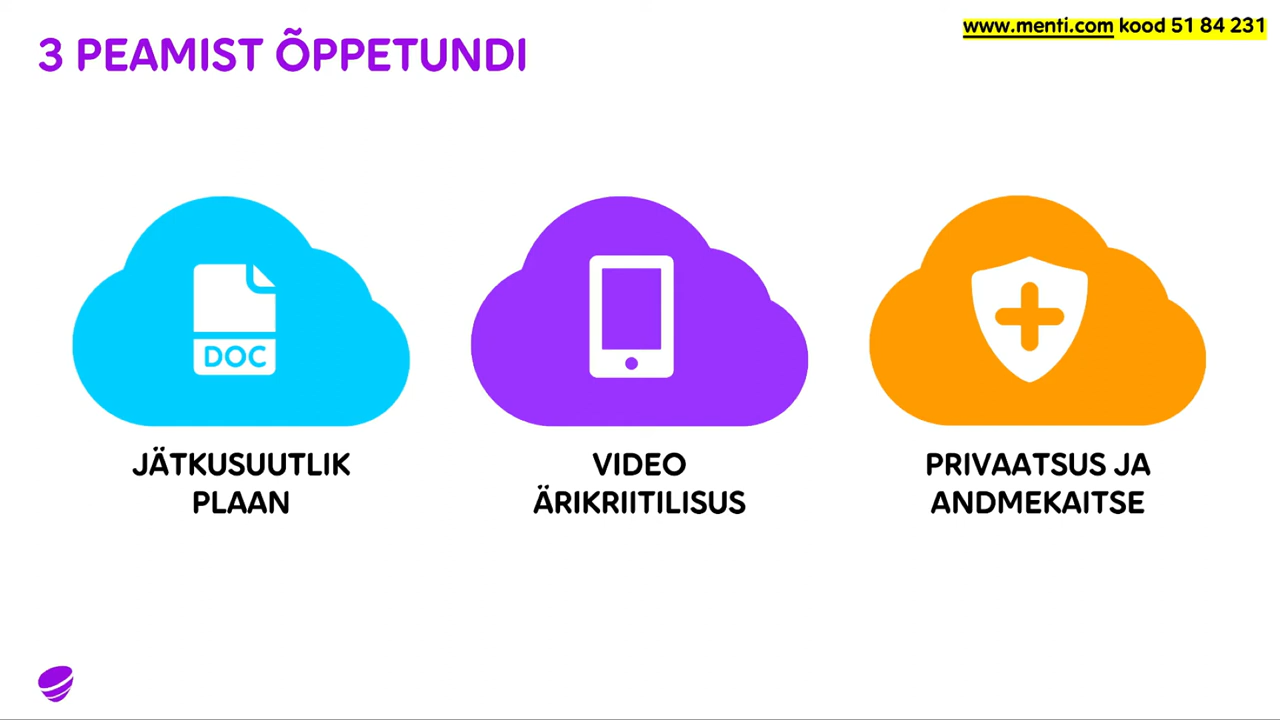 3 PEAMIST ÕPPETUNDI
www.menti.com kood 51 84 231
DOC
JÄTKUSUUTLIK
PLAAN
VIDEO
ÄRIKRIITILISUS
PRIVAATSUS JA
ANDMEKAITSE